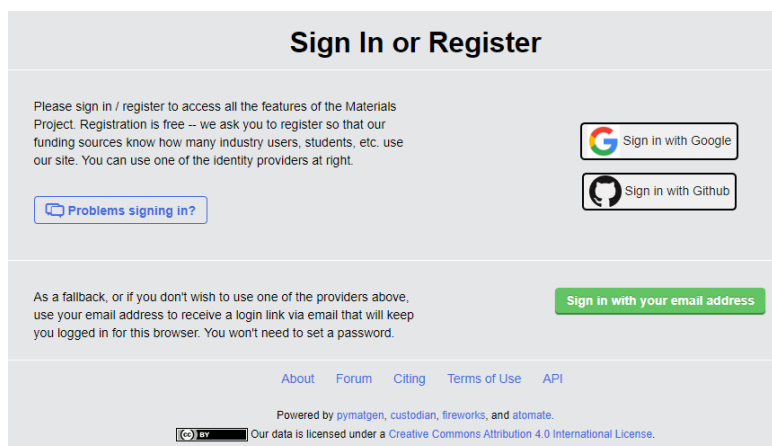 Sign In or Register
Please sign in / register to access all the features of the Materials
Project. Registration is free -- we ask you to register so that our
funding sources know how many industry users, students, etc. use
our site. You can use one of the identity providers at right.
Problems signing in?
Sign in with Google
Sign in with Github
As a fallback, or if you don't wish to use one of the providers above,
use your email address to receive a login link via email that will keep
you logged in for this browser. You won't need to set a password.
Sign in with your email address
About Forum Citing Terms of Use API
Powered by pymatgen, custodian, fireworks, and atomate.
(cc) BY Our data is licensed under a Creative Commons Attribution 4.0 International License.